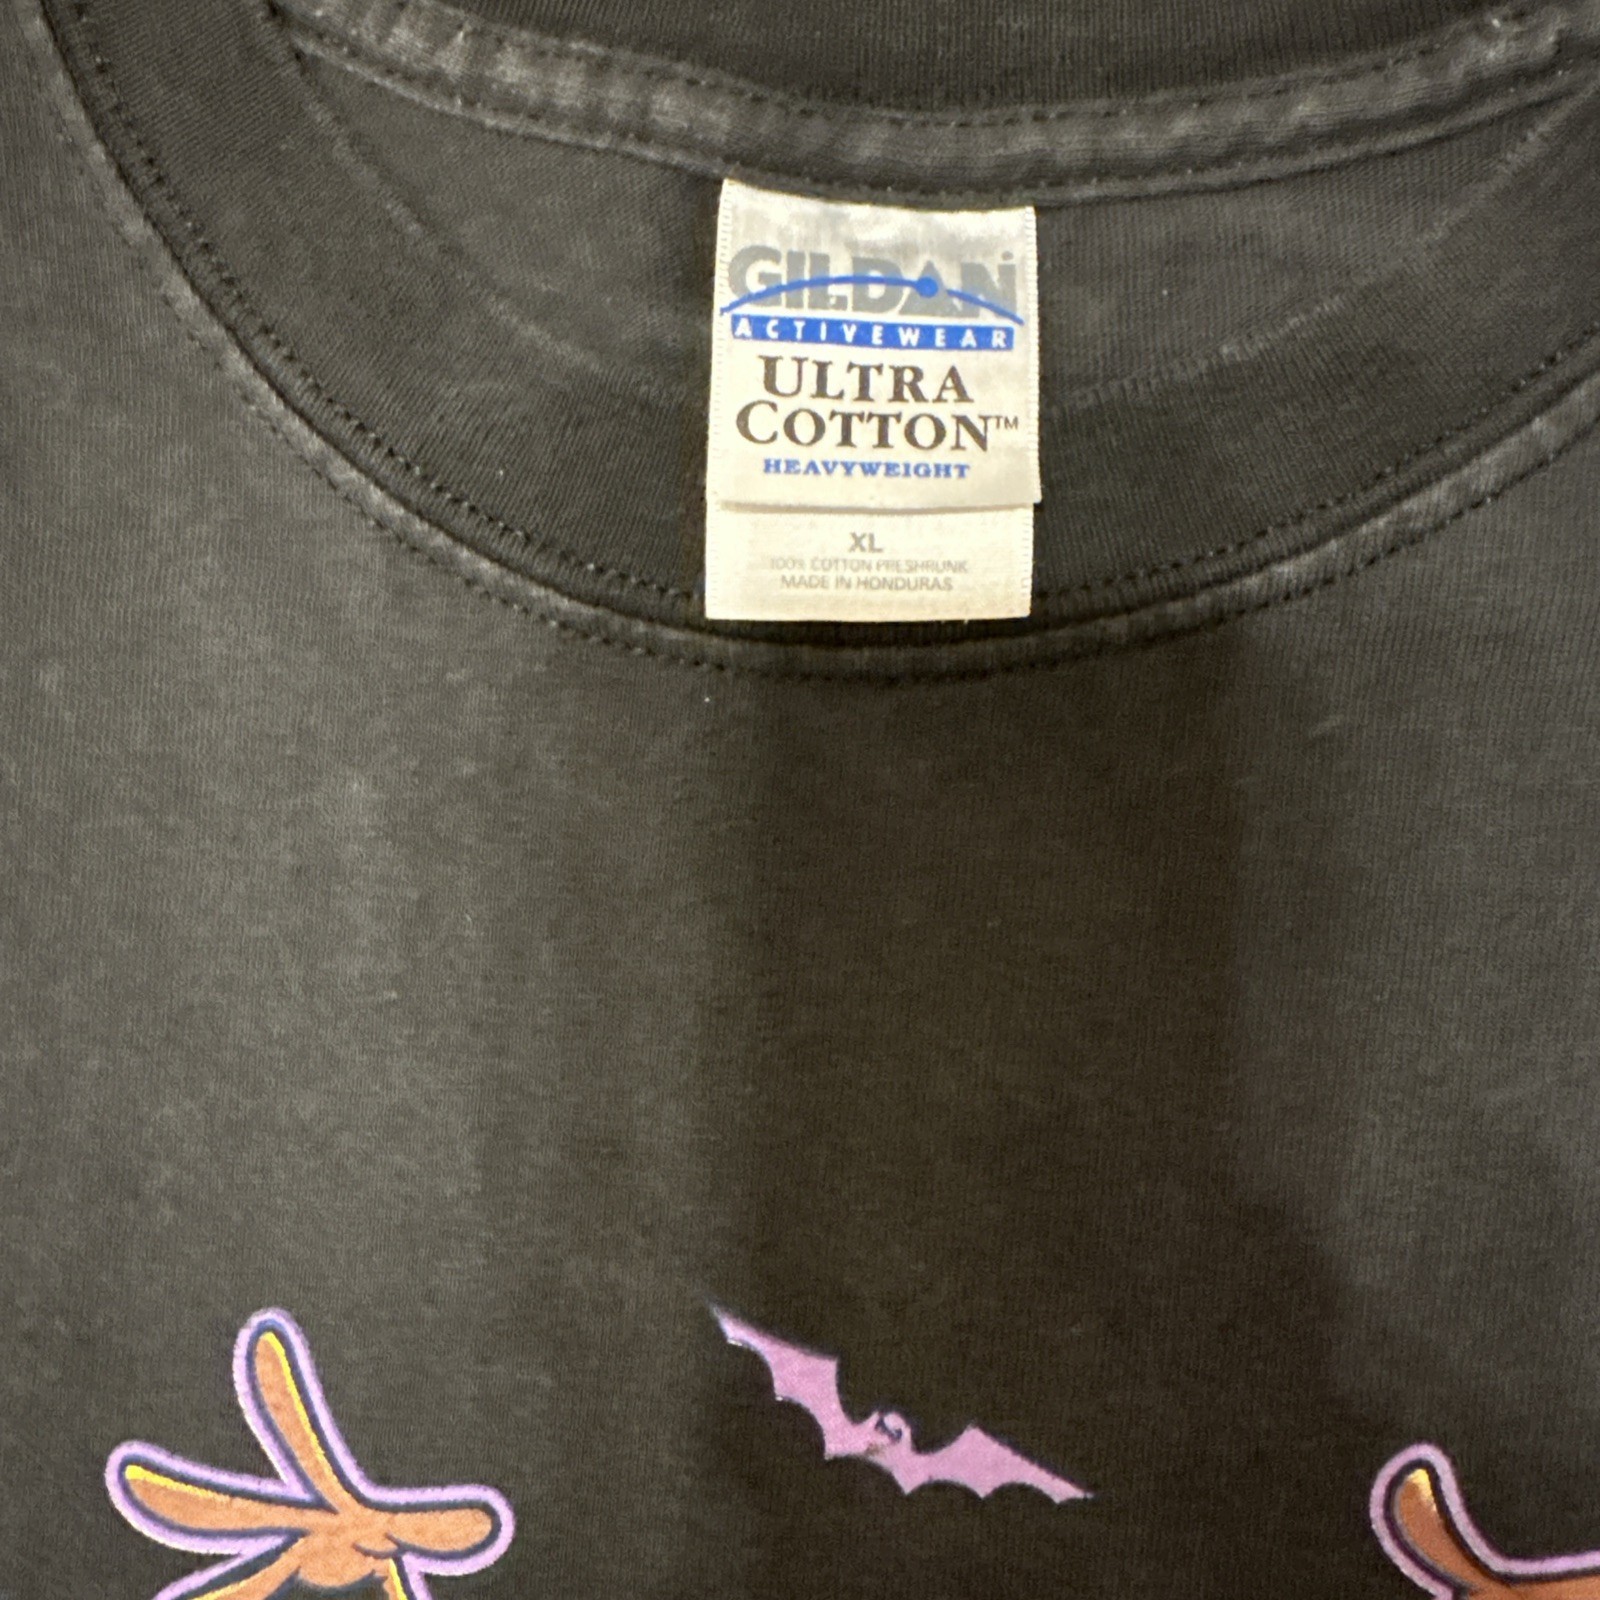 GILDAN
ACTIVEWEAR
ULTRA
COTTON™
HEAVYWEIGHT
XL
100% COTTON PRESHRUNK
MADE IN HONDURAS